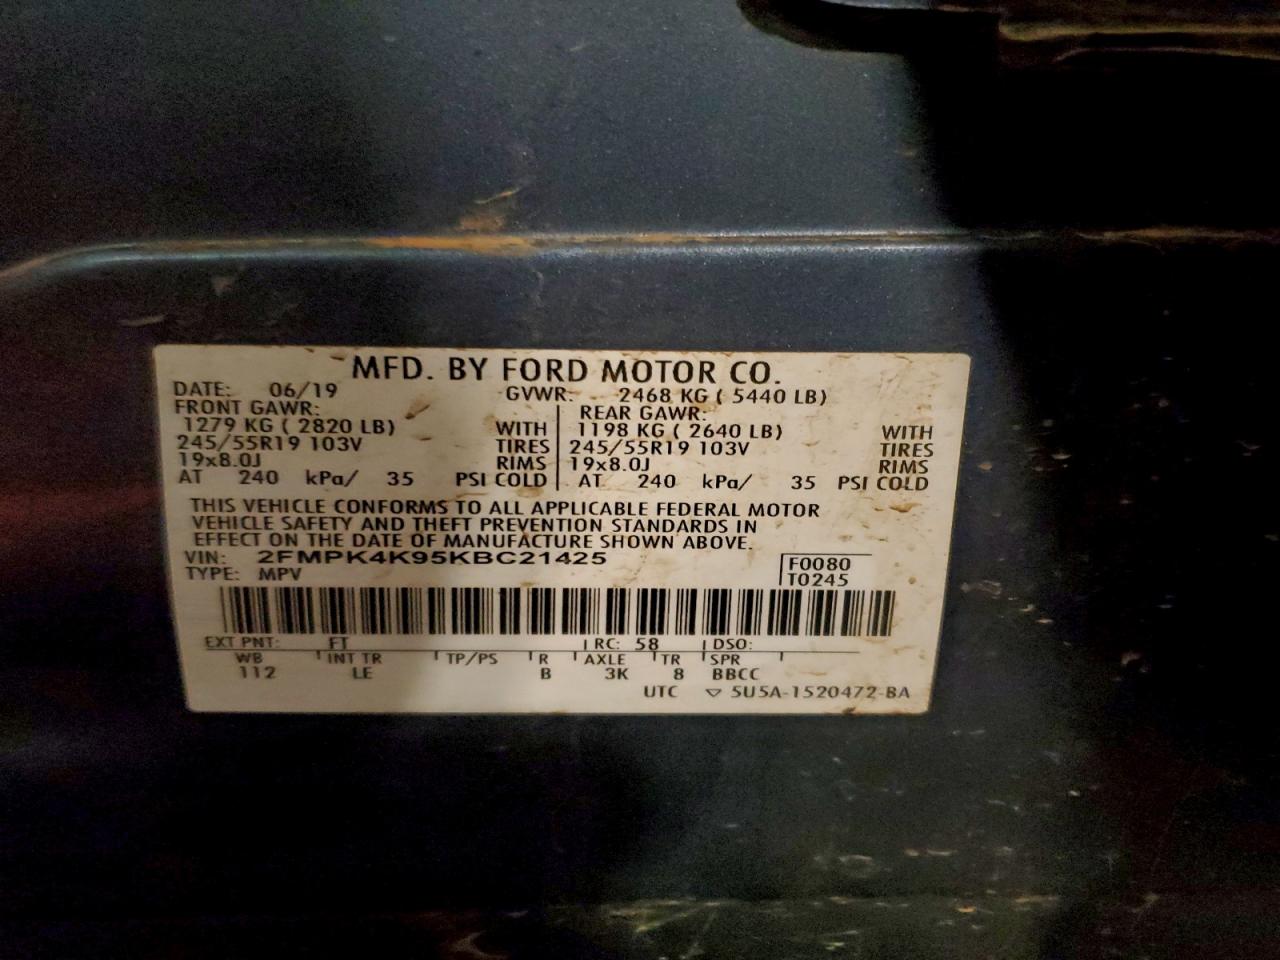 MFD. BY FORD MOTOR CO.
DATE: 06/19 GVWR: 2468 KG ( 5440 LB)
FRONT GAWR: REAR GAWR:
1279 KG ( 2820 LB) WITH 1198 KG ( 2640 LB) WITH
245/55R19 103V TIRES 245/55R19 103V TIRES
19x8.0J RIMS 19x8.0J RIMS
AT 240 kPa/ 35 PSI COLD AT 240 kPa/ 35 PSI COLD
THIS VEHICLE CONFORMS TO ALL APPLICABLE FEDERAL MOTOR
VEHICLE SAFETY AND THEFT PREVENTION STANDARDS IN
EFFECT ON THE DATE OF MANUFACTURE SHOWN ABOVE.
VIN: 2FMPK4K95KBC21425 F0080
TYPE: MPV T0245
EXT PNT: FT RC: 58 DSO:
WB INT TR TP/PS R AXLE TR SPR
112 LE B 3K 8 BBCC
UTC ▽ 5U5A-1520472-BA